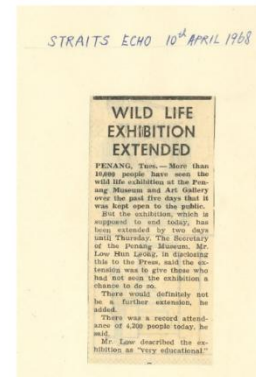 STRAITS ECHO 10th APRIL 1968
WILD LIFE
EXHIBITION
EXTENDED
PENANG, Tues. — More than
10,000 people have seen the
wild life exhibition at the Pen-
ang Museum and Art Gallery
over the past five days that it
was kept open to the public.
But the exhibition, which is
supposed to end today, has
been extended by two days
until Thursday. The Secretary
of the Penang Museum, Mr.
Low Hun Leong, in disclosing
this to the Press, said the ex-
tension was to give those who
had not seen the exhibition a
chance to do so.
There would definitely not
be a further extension, he
added.
There was a record attend-
ance of 4,200 people today, he
said.
Mr. Low described the ex-
hibition as "very educational."